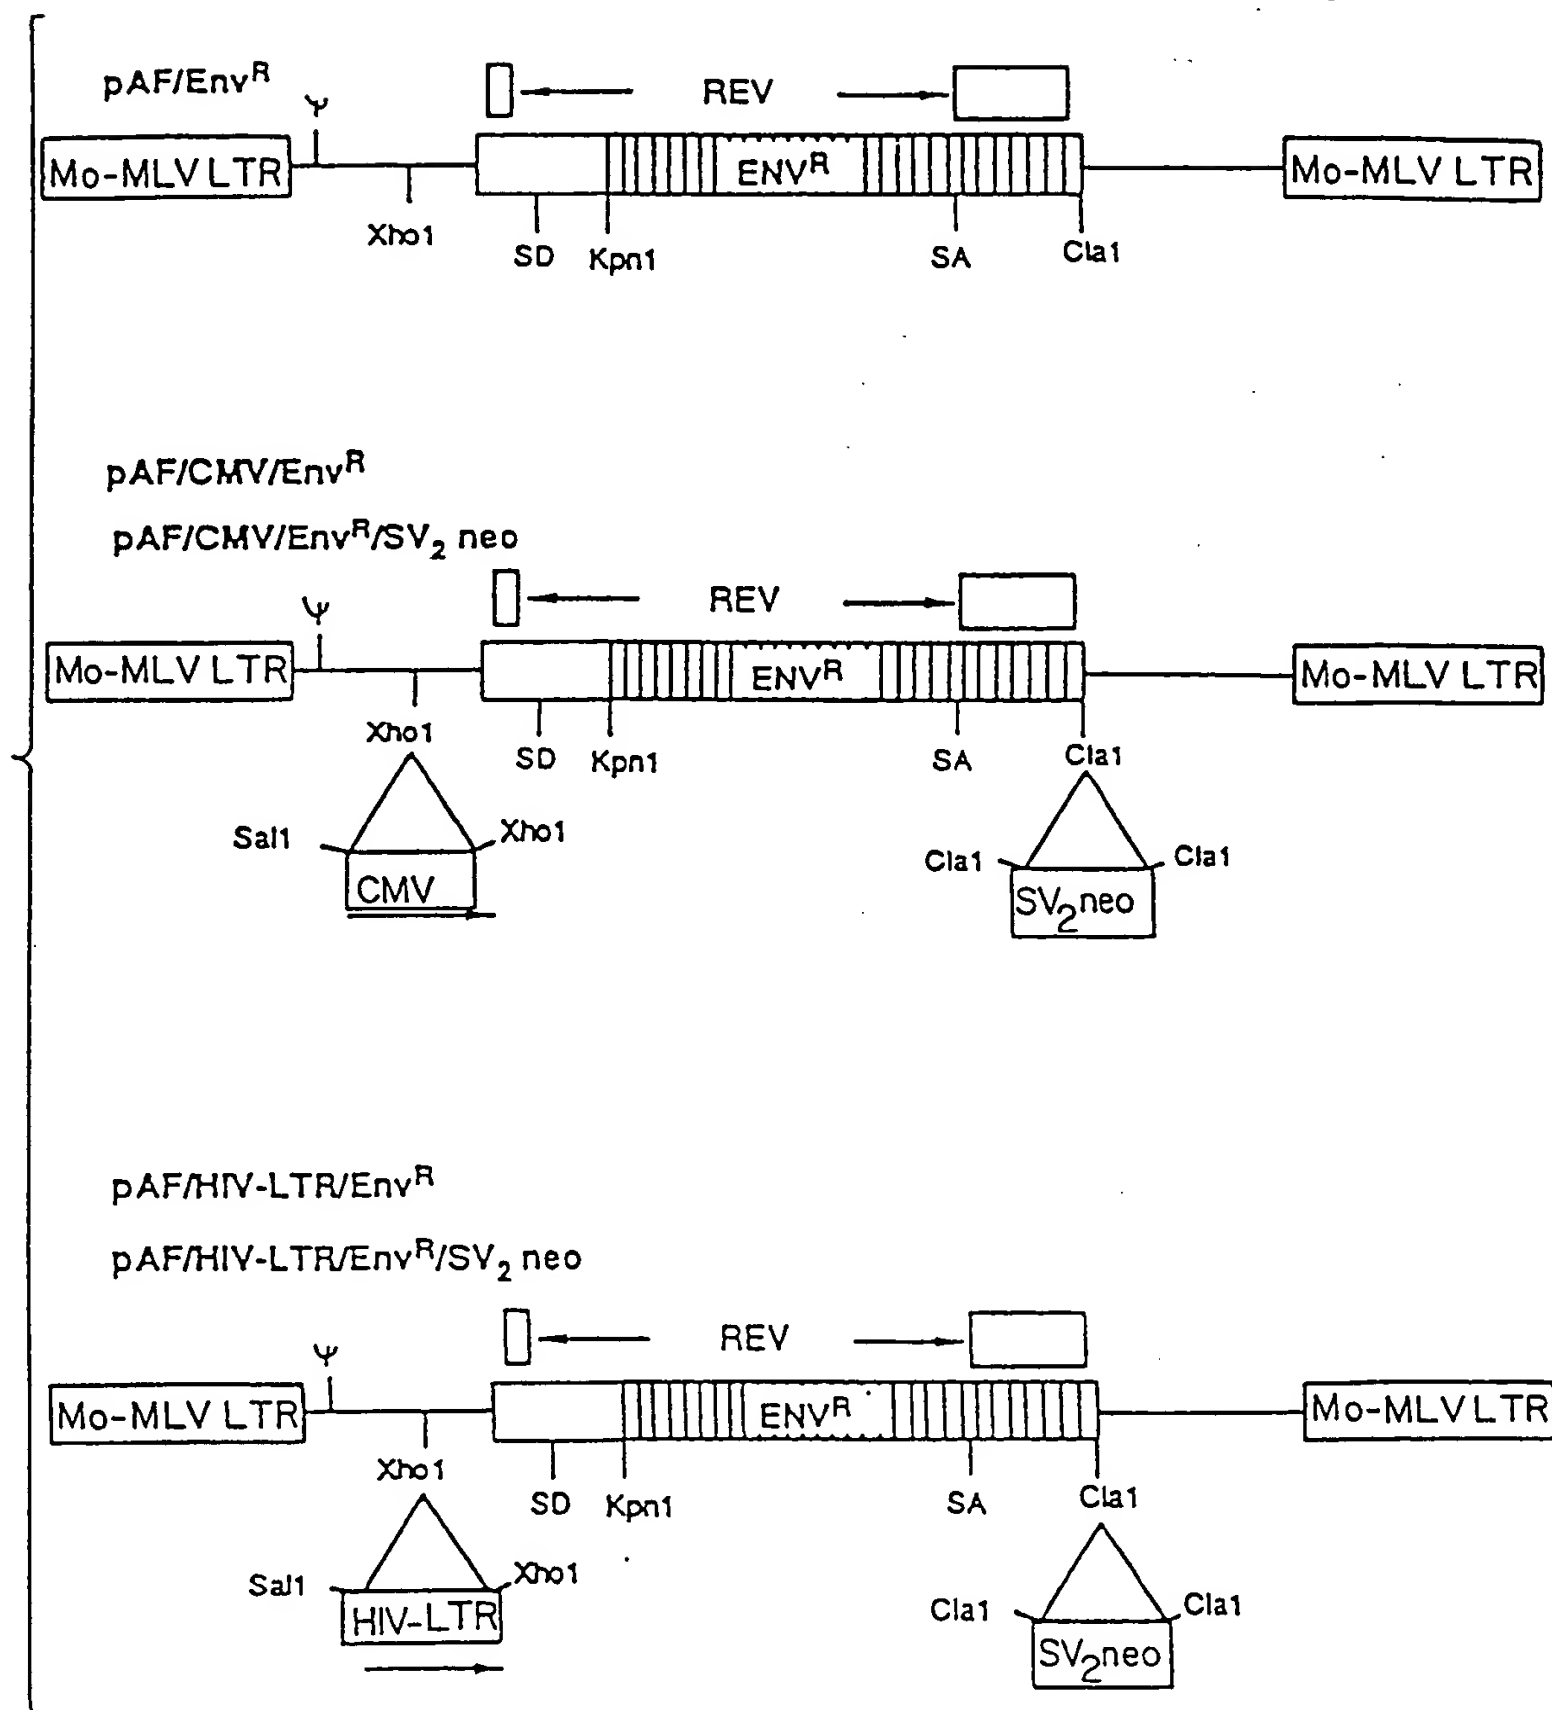 pAF/Env^R
REV
Ψ
Mo-MLV LTR ENV^R Mo-MLV LTR
Xho1 SD Kpn1 SA Cla1
pAF/CMV/Env^R
pAF/CMV/Env^R/SV₂ neo
REV
Ψ
Mo-MLV LTR ENV^R Mo-MLV LTR
Xho1 SD Kpn1 SA Cla1
Sal1 Xho1 Cla1 Cla1
CMV SV₂neo
pAF/HIV-LTR/Env^R
pAF/HIV-LTR/Env^R/SV₂ neo
REV
Ψ
Mo-MLV LTR ENV^R Mo-MLV LTR
Xho1 SD Kpn1 SA Cla1
Sal1 Xho1 Cla1 Cla1
HIV-LTR SV₂neo